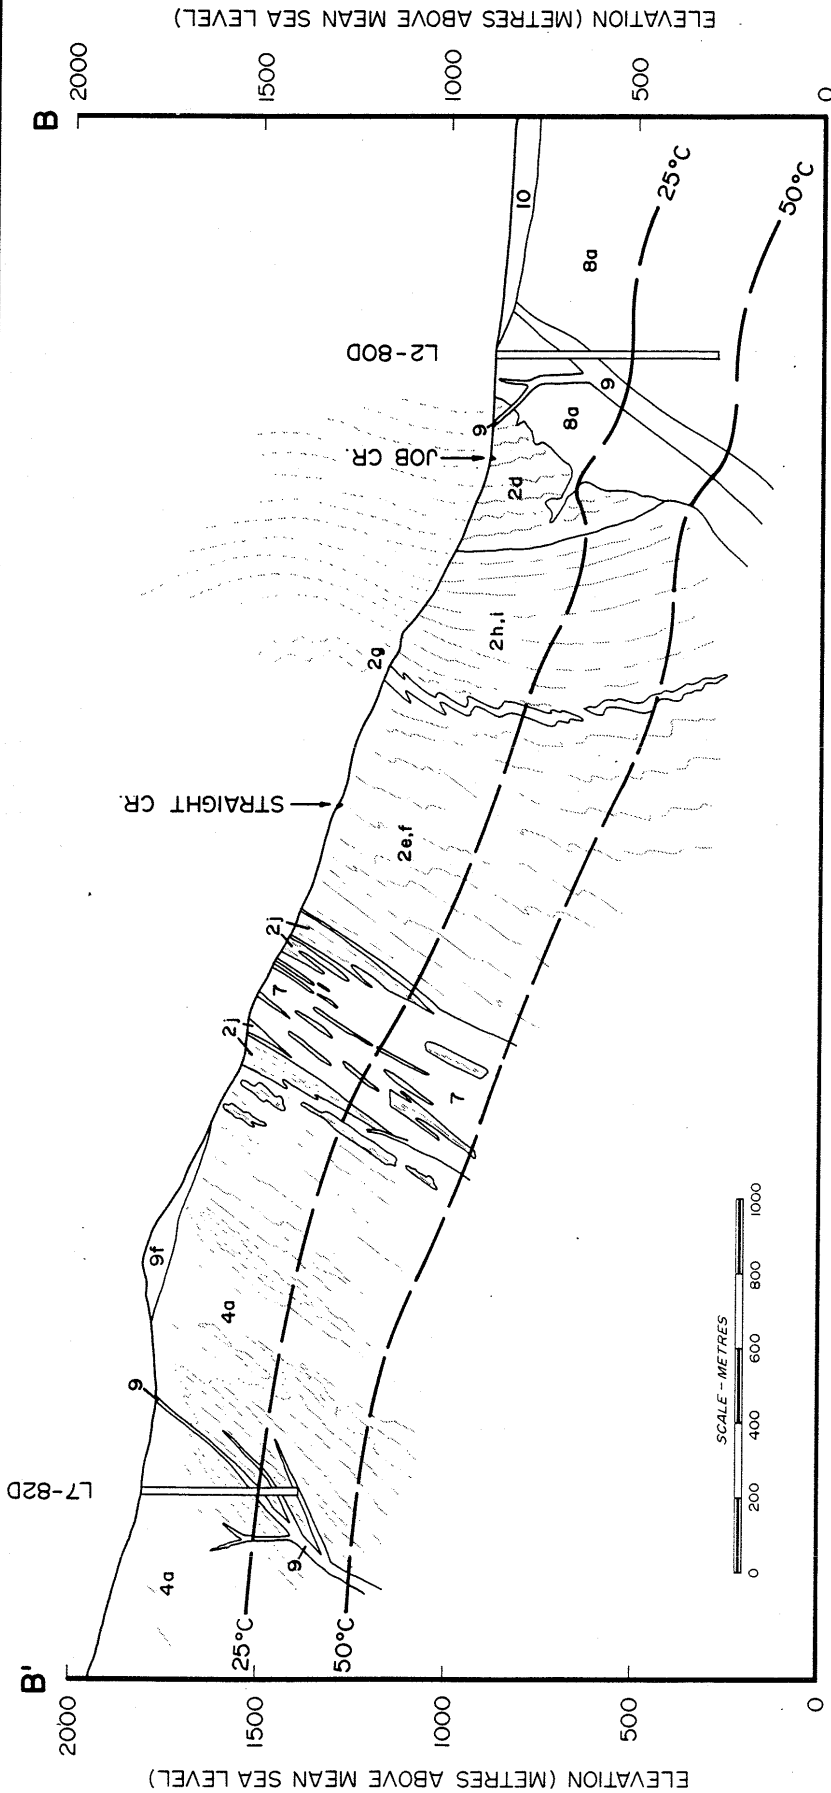 B'
B
ELEVATION (METRES ABOVE MEAN SEA LEVEL)
2000
1500
1000
500
0
ELEVATION (METRES ABOVE MEAN SEA LEVEL)
2000
1500
1000
500
0
L7-82D
STRAIGHT CR.
JOB CR.
L2-80D
4a
9
9
4a
9f
2j
7
2j
7
2e,f
2g
2h,i
2d
9
8a
9
8a
10
25°C
50°C
25°C
50°C
SCALE - METRES
0
200
400
600
800
1000